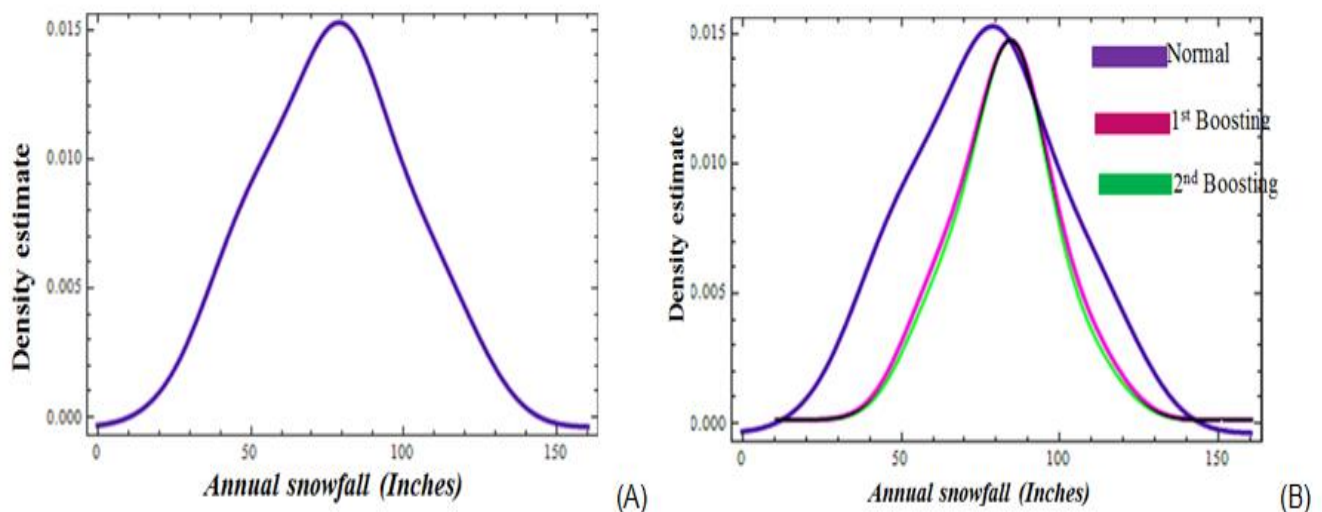 0.015
0.010
0.005
0.000
Density estimate
0
50
100
150
Annual snowfall (Inches)
(A)
0.015
0.010
0.005
0.000
Density estimate
0
50
100
150
Annual snowfall (Inches)
Normal
1st Boosting
2nd Boosting
(B)